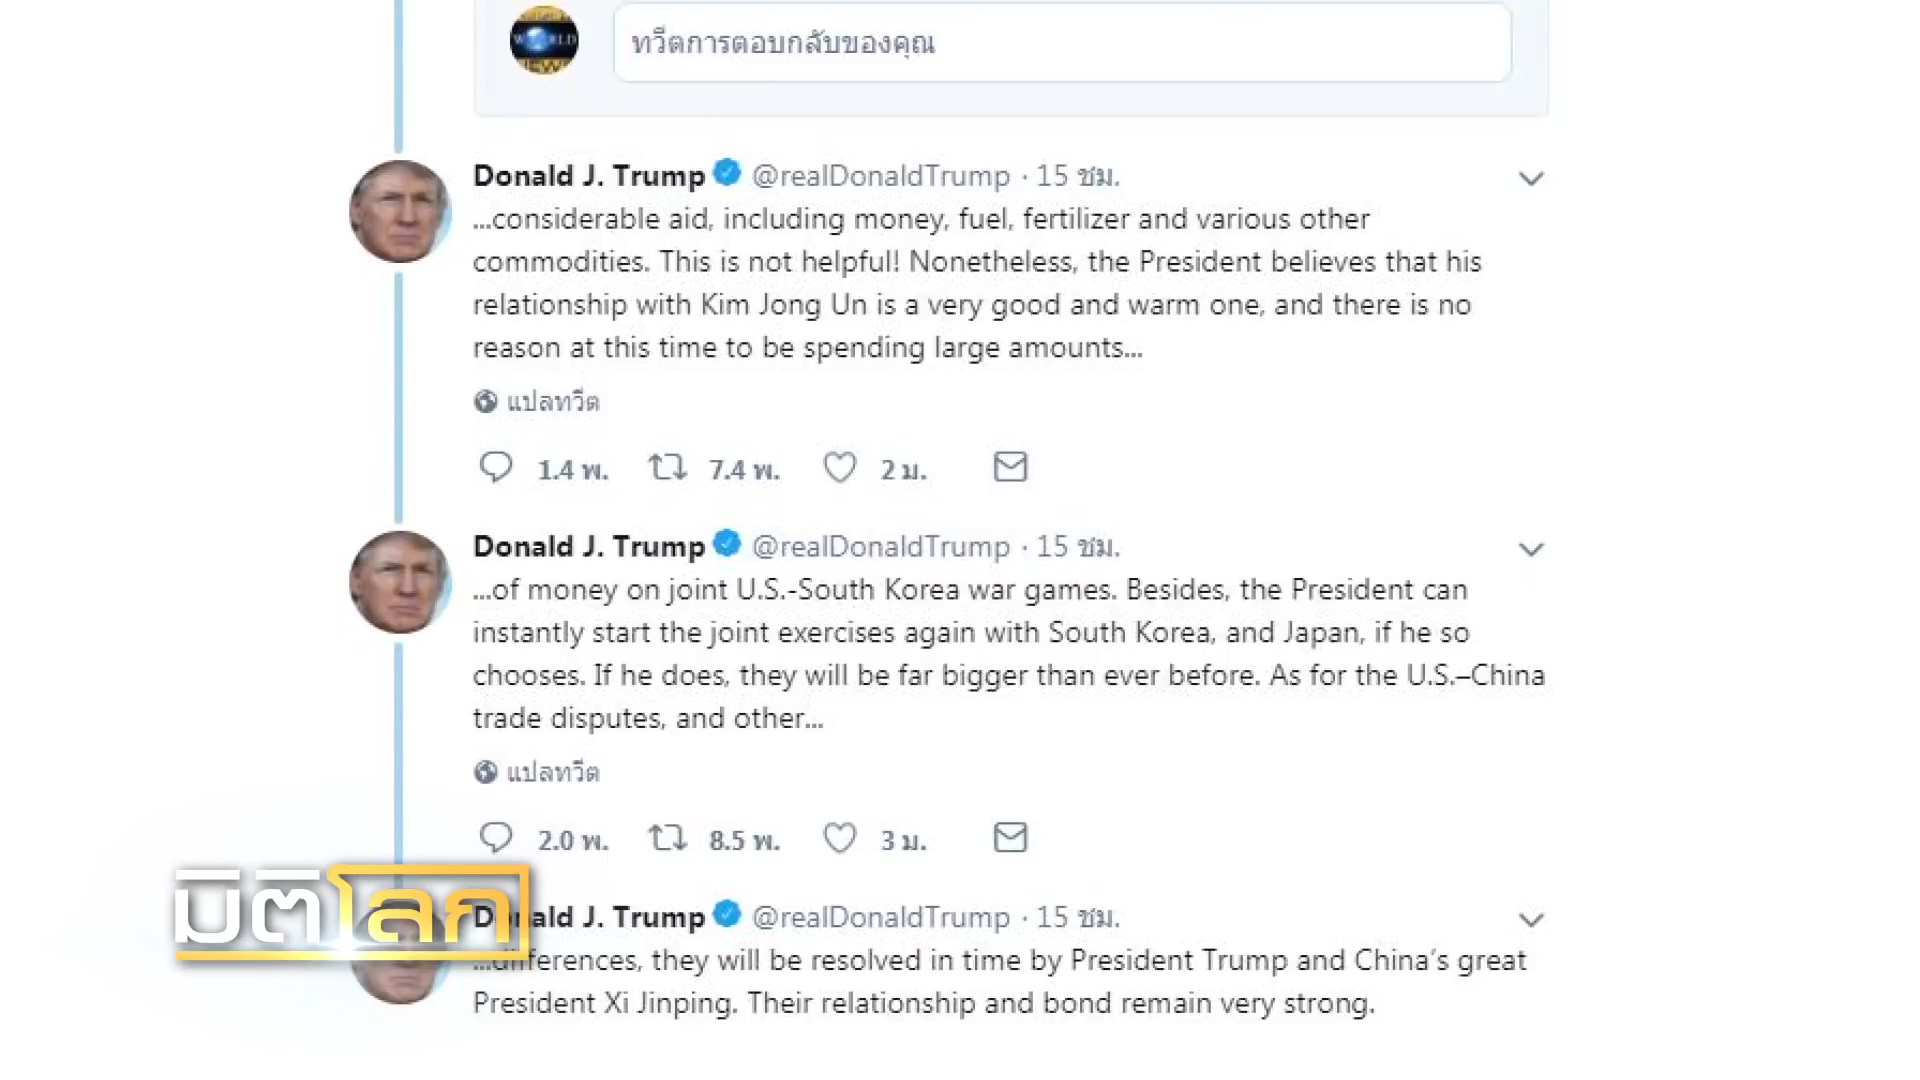 WORLD
NEWS
ทวีตการตอบกลับของคุณ
Donald J. Trump @realDonaldTrump · 15 ชม.
...considerable aid, including money, fuel, fertilizer and various other
commodities. This is not helpful! Nonetheless, the President believes that his
relationship with Kim Jong Un is a very good and warm one, and there is no
reason at this time to be spending large amounts...
แปลทวีต
1.4 พ. 7.4 พ. 2 ม.
Donald J. Trump @realDonaldTrump · 15 ชม.
...of money on joint U.S.-South Korea war games. Besides, the President can
instantly start the joint exercises again with South Korea, and Japan, if he so
chooses. If he does, they will be far bigger than ever before. As for the U.S.–China
trade disputes, and other...
แปลทวีต
2.0 พ. 8.5 พ. 3 ม.
มิติโลก
Donald J. Trump @realDonaldTrump · 15 ชม.
...differences, they will be resolved in time by President Trump and China’s great
President Xi Jinping. Their relationship and bond remain very strong.